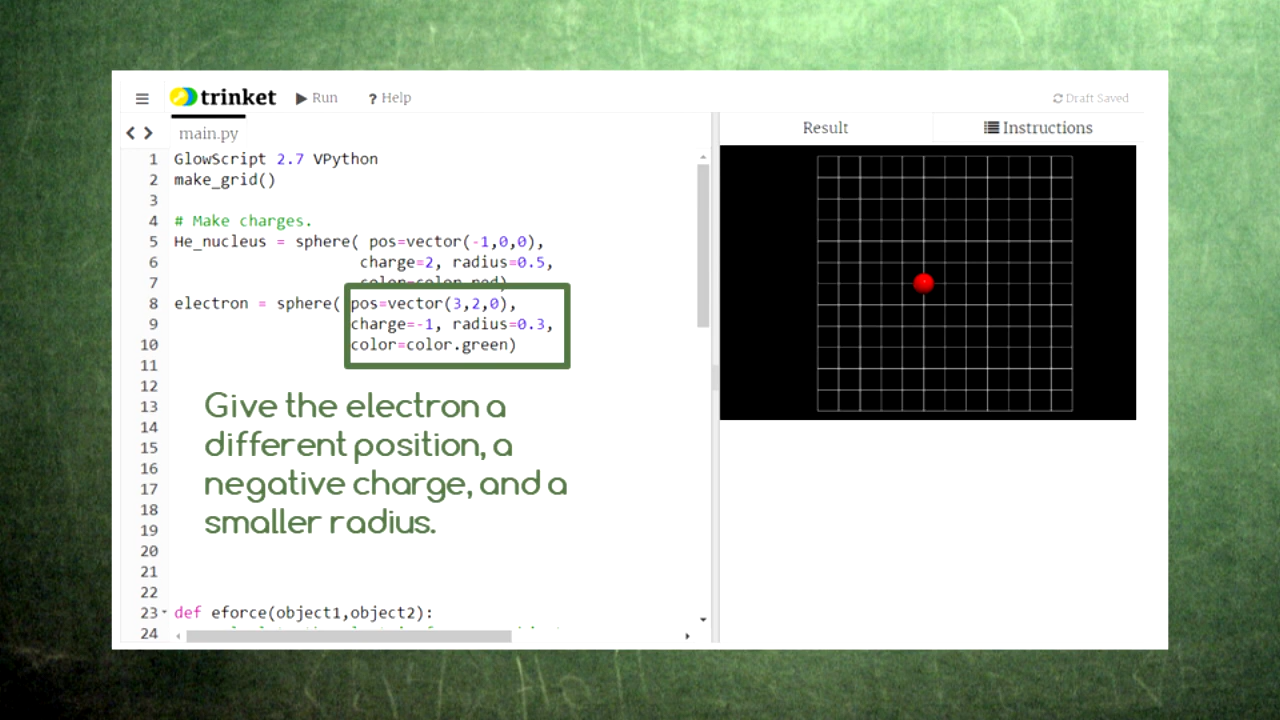 trinket
Run
? Help
Draft Saved
main.py
Result
Instructions
1 GlowScript 2.7 VPython
2 make_grid()
3
4 # Make charges.
5 He_nucleus = sphere( pos=vector(-1,0,0),
6 charge=2, radius=0.5,
7 color=color.red)
8 electron = sphere( pos=vector(3,2,0),
9 charge=-1, radius=0.3,
10 color=color.green)
11
12
13
14
15
16
17
18
19
20
21
22
23 def eforce(object1,object2):
24
Give the electron a
different position, a
negative charge, and a
smaller radius.